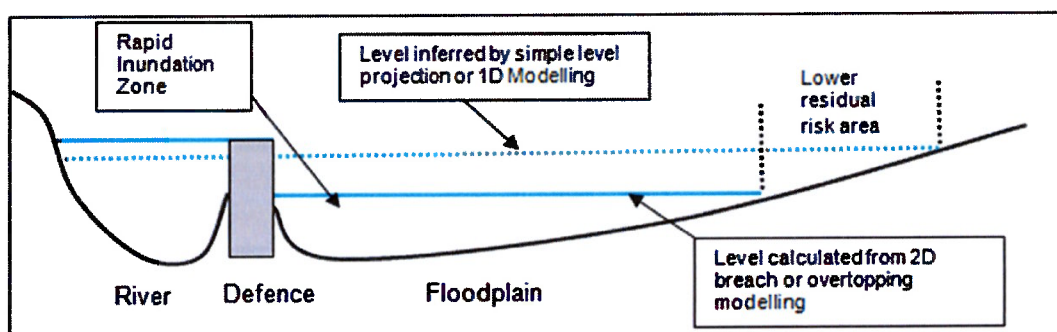 Rapid
Inundation
Zone
Level inferred by simple level
projection or 1D Modelling
Lower
residual
risk area
Level calculated from 2D
breach or overtopping
modelling
River
Defence
Floodplain